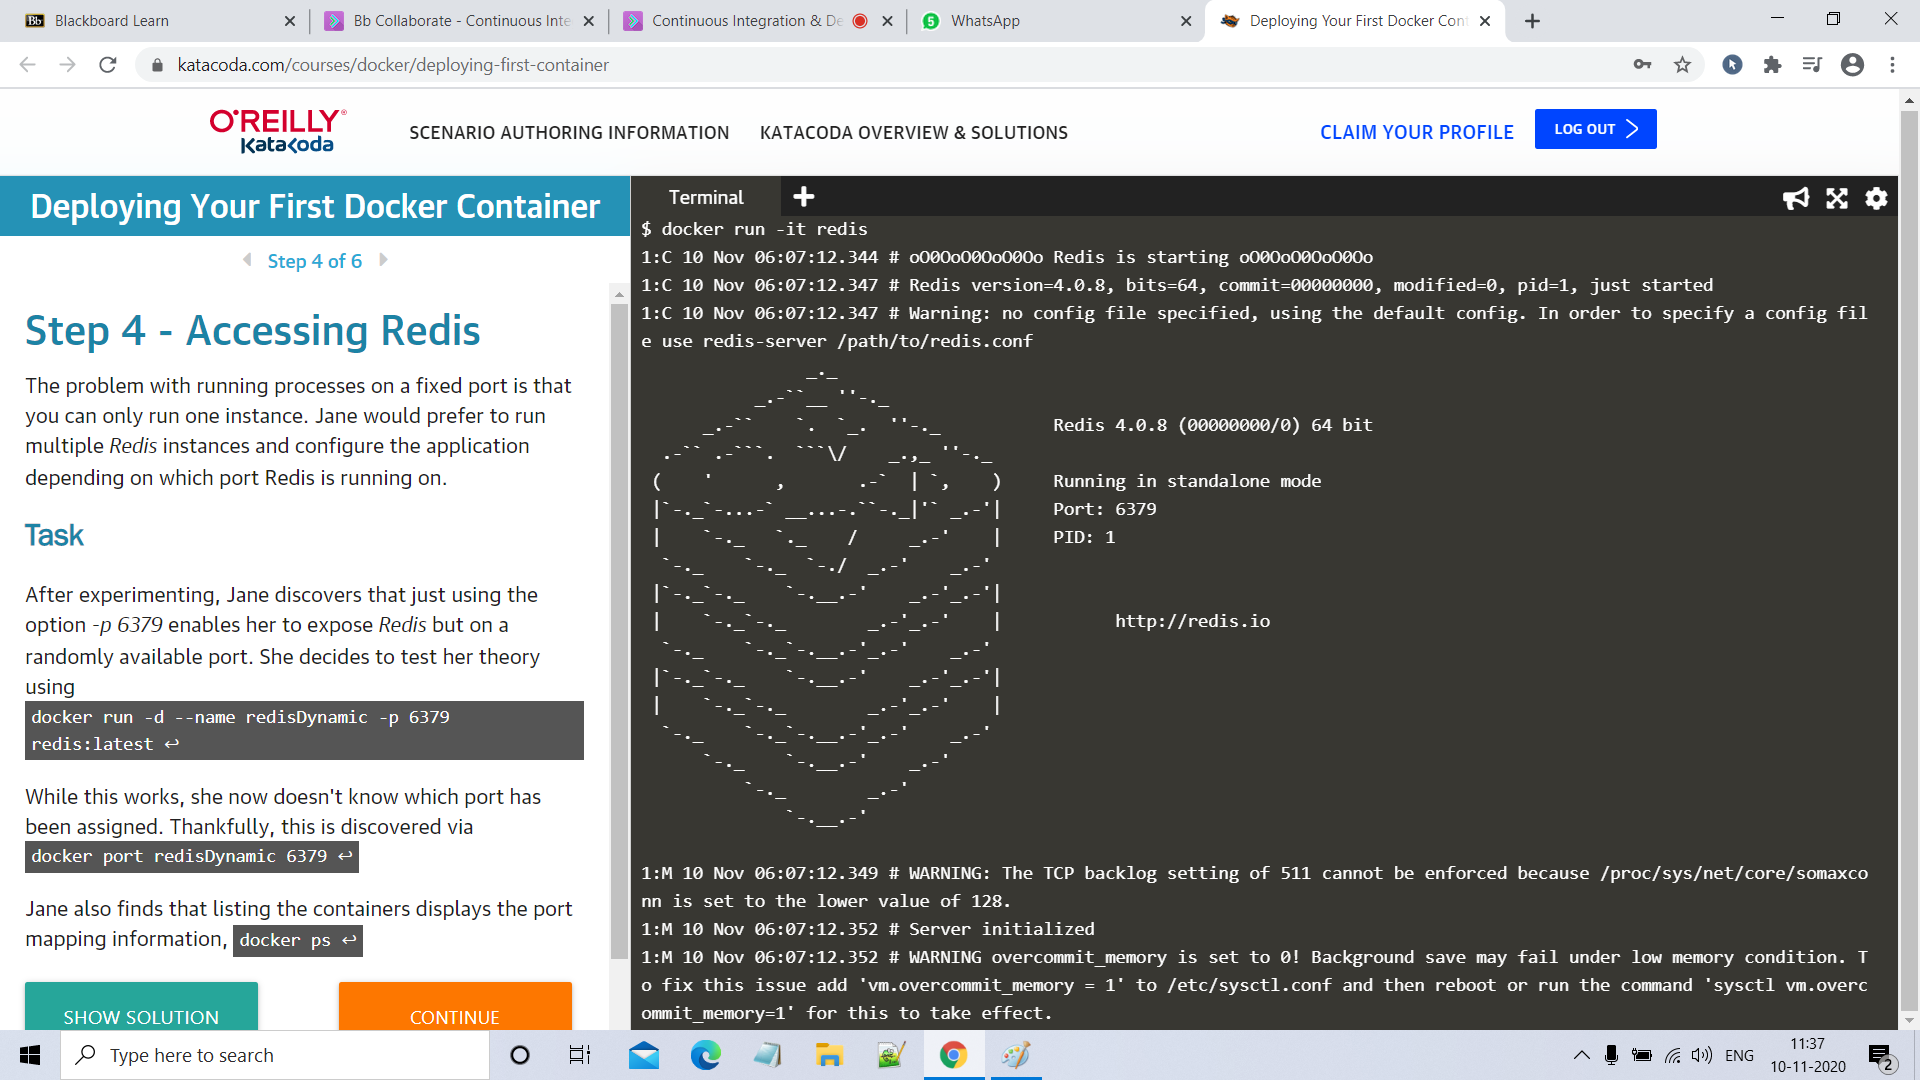 Blackboard Learn
Bb Collaborate - Continuous Inte
Continuous Integration & De
WhatsApp
Deploying Your First Docker Cont
katacoda.com/courses/docker/deploying-first-container
O'REILLY®
Katacoda
SCENARIO AUTHORING INFORMATION
KATACODA OVERVIEW & SOLUTIONS
CLAIM YOUR PROFILE
LOG OUT
Deploying Your First Docker Container
Step 4 of 6
Step 4 - Accessing Redis
The problem with running processes on a fixed port is that
you can only run one instance. Jane would prefer to run
multiple Redis instances and configure the application
depending on which port Redis is running on.
Task
After experimenting, Jane discovers that just using the
option -p 6379 enables her to expose Redis but on a
randomly available port. She decides to test her theory
using
docker run -d --name redisDynamic -p 6379
redis:latest ↩
While this works, she now doesn't know which port has
been assigned. Thankfully, this is discovered via
docker port redisDynamic 6379 ↩
Jane also finds that listing the containers displays the port
mapping information, docker ps ↩
SHOW SOLUTION
CONTINUE
Terminal
$ docker run -it redis
1:C 10 Nov 06:07:12.344 # oO0OoO0OoO0Oo Redis is starting oO0OoO0OoO0Oo
1:C 10 Nov 06:07:12.347 # Redis version=4.0.8, bits=64, commit=00000000, modified=0, pid=1, just started
1:C 10 Nov 06:07:12.347 # Warning: no config file specified, using the default config. In order to specify a config fil
e use redis-server /path/to/redis.conf
Redis 4.0.8 (00000000/0) 64 bit
Running in standalone mode
Port: 6379
PID: 1
http://redis.io
1:M 10 Nov 06:07:12.349 # WARNING: The TCP backlog setting of 511 cannot be enforced because /proc/sys/net/core/somaxco
nn is set to the lower value of 128.
1:M 10 Nov 06:07:12.352 # Server initialized
1:M 10 Nov 06:07:12.352 # WARNING overcommit_memory is set to 0! Background save may fail under low memory condition. T
o fix this issue add 'vm.overcommit_memory = 1' to /etc/sysctl.conf and then reboot or run the command 'sysctl vm.overc
ommit_memory=1' for this to take effect.
Type here to search
ENG
11:37
10-11-2020
2